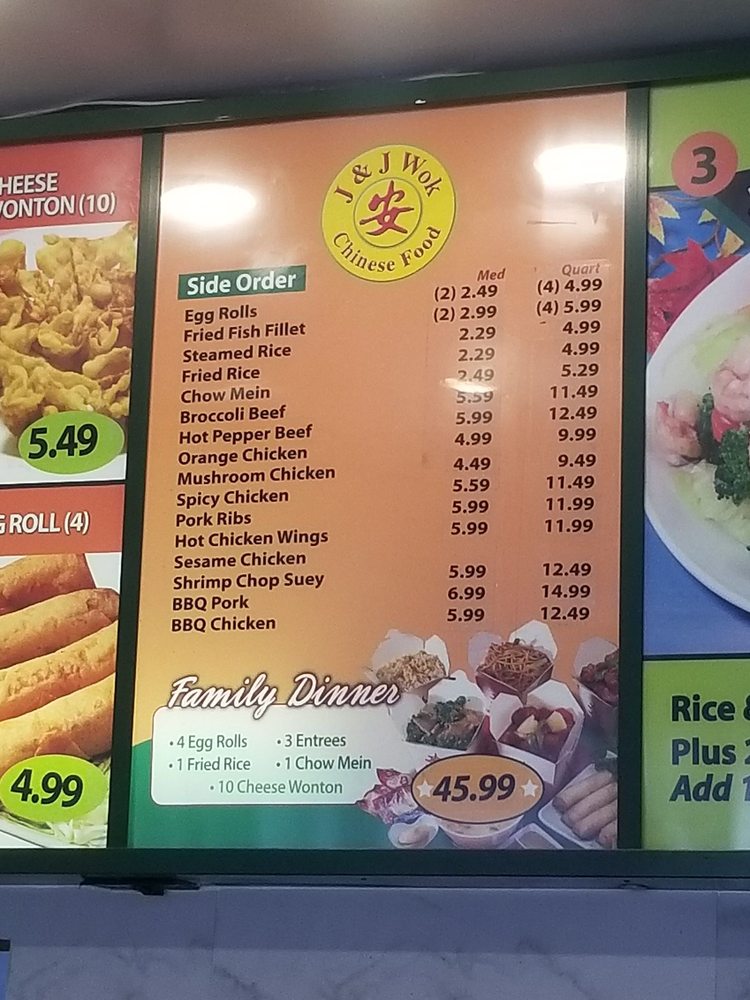 HEESE
WONTON (10)
5.49
G ROLL (4)
4.99
J & J Wok
安
Chinese Food
Side Order Med Quart
Egg Rolls (2) 2.49 (4) 4.99
Fried Fish Fillet (2) 2.99 (4) 5.99
Steamed Rice 2.29 4.99
Fried Rice 2.29 4.99
Chow Mein 2.49 5.29
Broccoli Beef 5.59 11.49
Hot Pepper Beef 5.99 12.49
Orange Chicken 4.99 9.99
Mushroom Chicken 4.49 9.49
Spicy Chicken 5.59 11.49
Pork Ribs 5.99 11.99
Hot Chicken Wings 5.99 11.99
Sesame Chicken
Shrimp Chop Suey 5.99 12.49
BBQ Pork 6.99 14.99
BBQ Chicken 5.99 12.49
Family Dinner
• 4 Egg Rolls • 3 Entrees
• 1 Fried Rice • 1 Chow Mein
• 10 Cheese Wonton
45.99
3
Rice &
Plus 2
Add 1